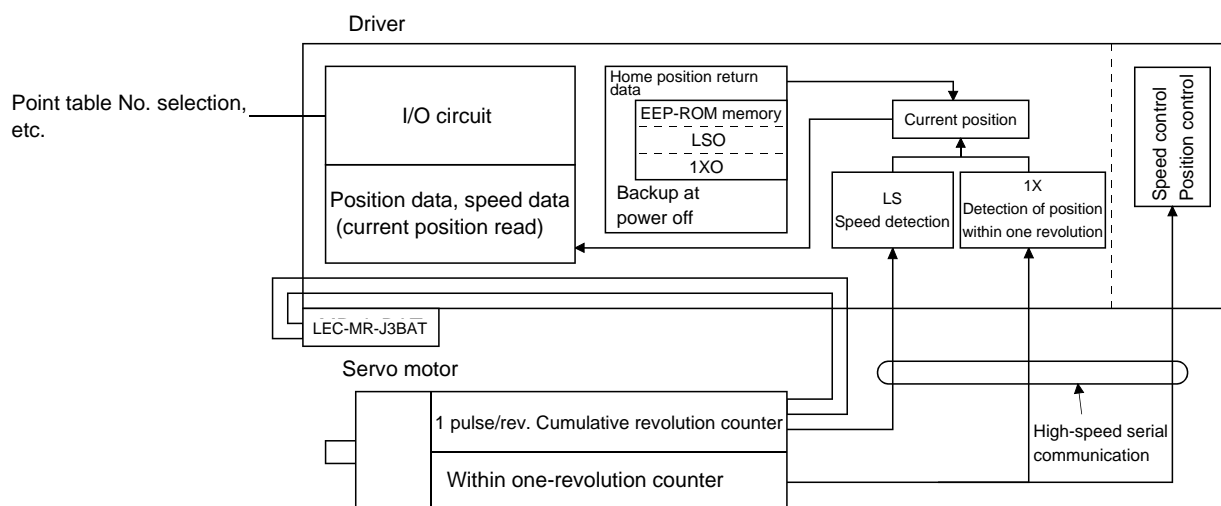 Driver
Point table No. selection,
etc.
I/O circuit
Position data, speed data
(current position read)
Home position return
data
EEP-ROM memory
LSO
1XO
Backup at
power off
Current position
LS
Speed detection
1X
Detection of position
within one revolution
Speed control
Position control
LEC-MR-J3BAT
Servo motor
1 pulse/rev. Cumulative revolution counter
Within one-revolution counter
High-speed serial
communication